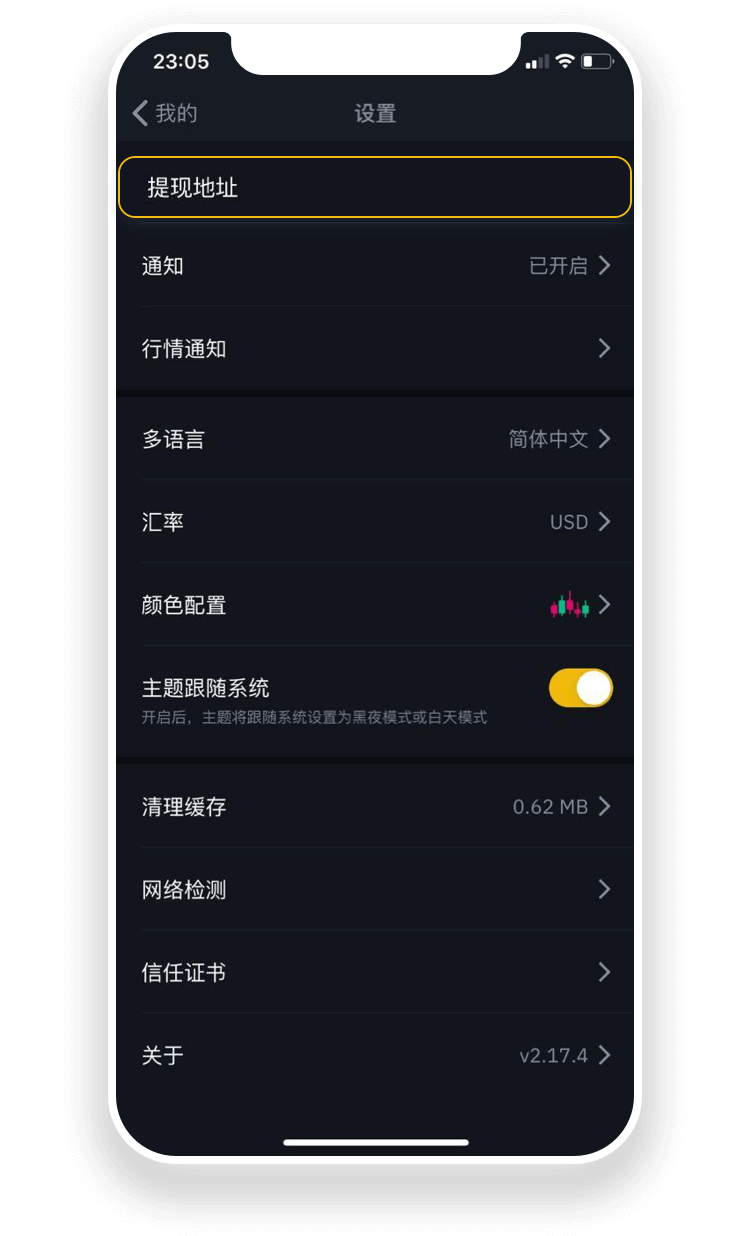 23:05
我的
设置
提现地址
通知
已开启
行情通知
多语言
简体中文
汇率
USD
颜色配置
主题跟随系统
开启后，主题将跟随系统设置为黑夜模式或白天模式
清理缓存
0.62 MB
网络检测
信任证书
关于
v2.17.4